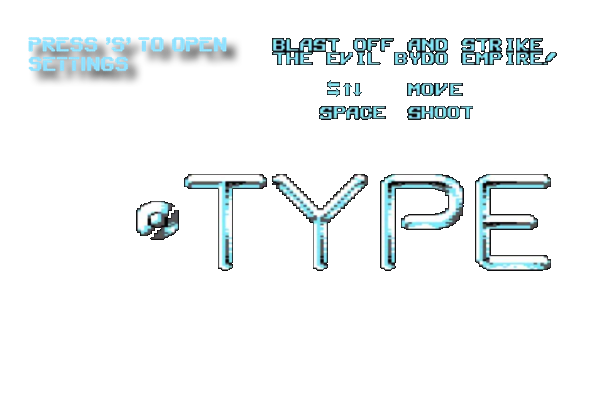 PRESS 'S' TO OPEN
SETTINGS
BLAST OFF AND STRIKE
THE EVIL BYDO EMPIRE!
⇆↑↓ MOVE
SPACE SHOOT
TYPE